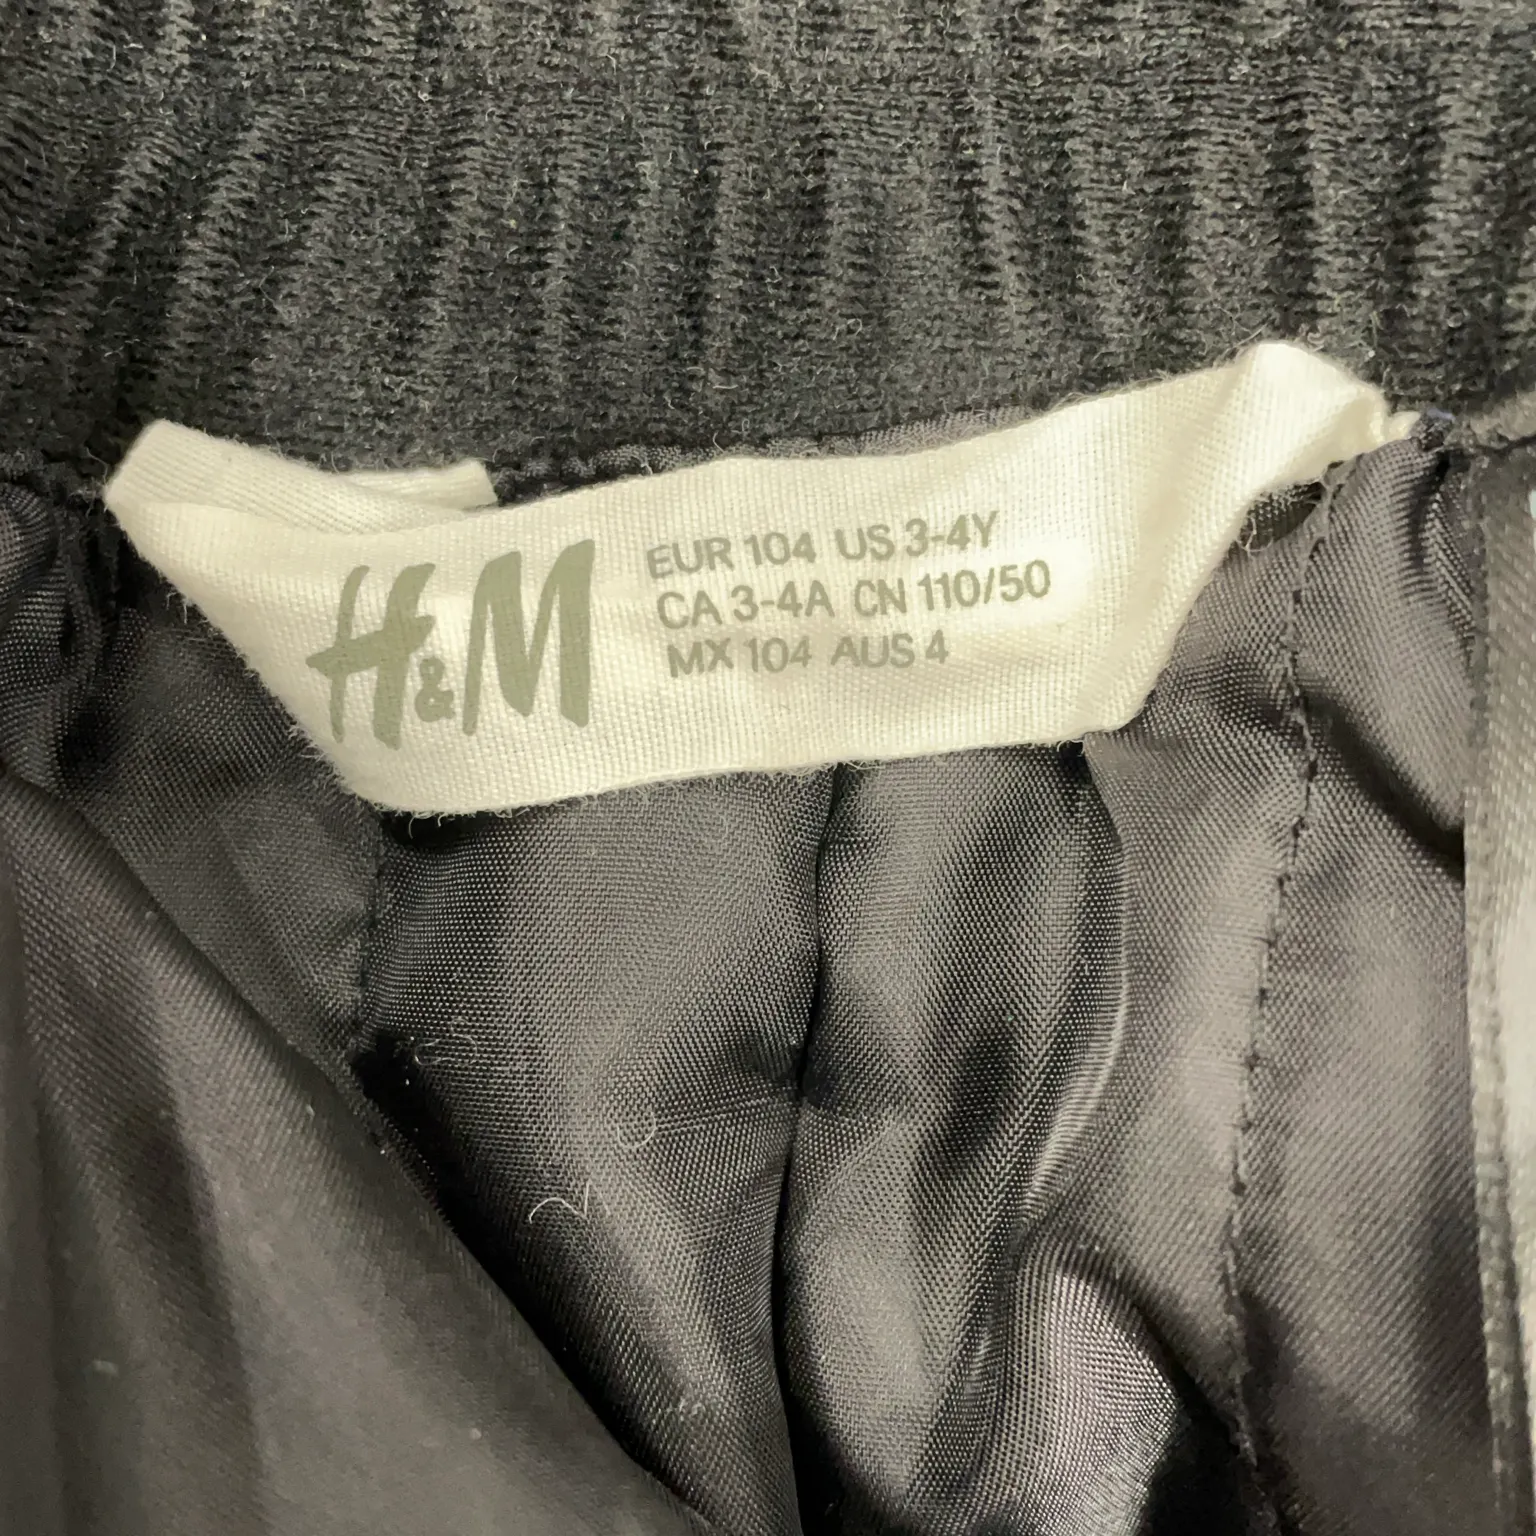 H&M
EUR 104 US 3-4Y
CA 3-4A CN 110/50
MX 104 AUS 4